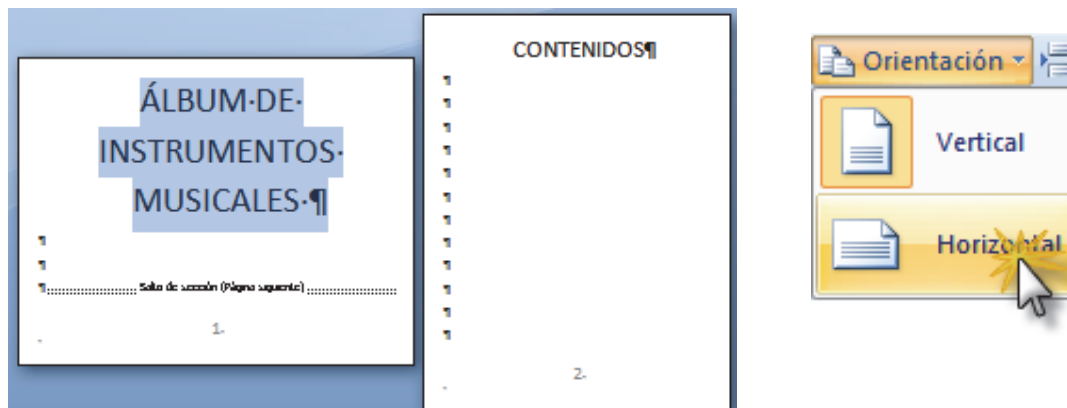 ÁLBUM·DE·
INSTRUMENTOS·
MUSICALES·¶
¶
¶
¶ Salto de sección (Página siguiente)
1.
CONTENIDOS¶
¶
¶
¶
¶
¶
¶
¶
¶
¶
¶
¶
¶
2.
Orientación
Vertical
Horizontal